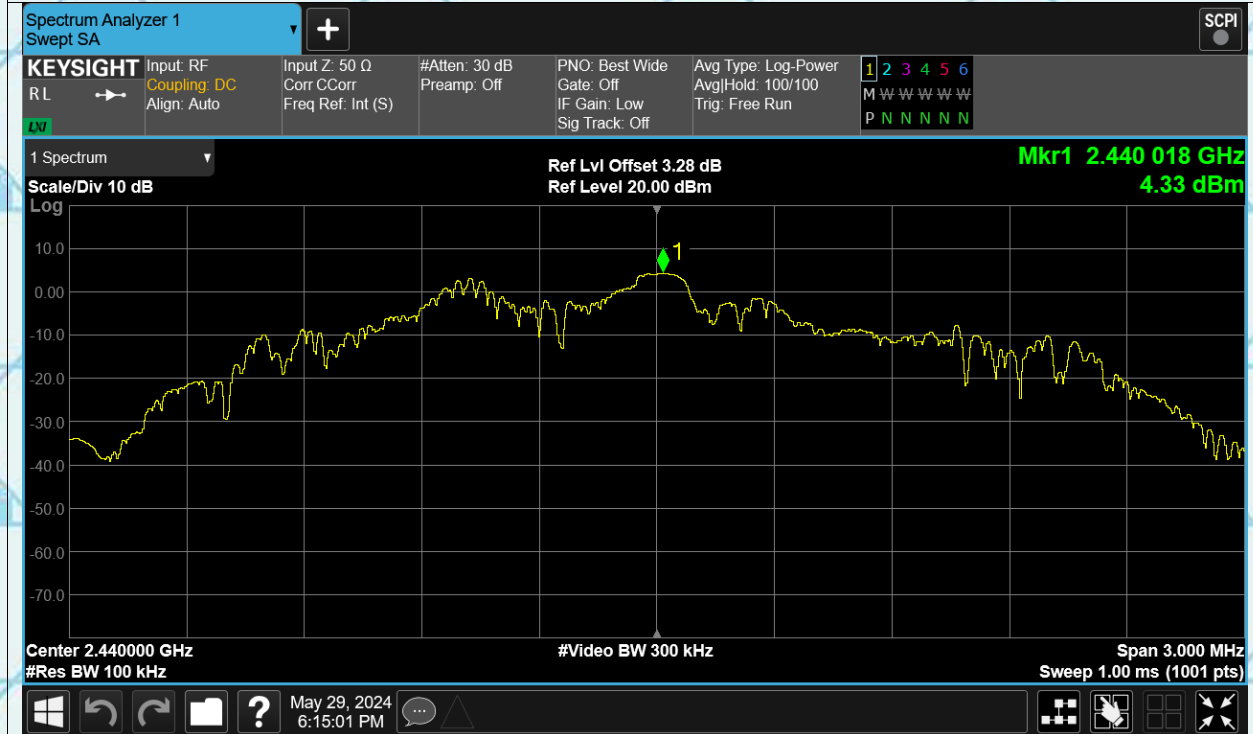 Spectrum Analyzer 1
Swept SA
SCPI
KEYSIGHT
R L
LXI
Input: RF
Coupling: DC
Align: Auto
Input Z: 50 Ω
Corr CCorr
Freq Ref: Int (S)
#Atten: 30 dB
Preamp: Off
PNO: Best Wide
Gate: Off
IF Gain: Low
Sig Track: Off
Avg Type: Log-Power
Avg|Hold: 100/100
Trig: Free Run
1 2 3 4 5 6
M W W W W W
P N N N N N
1 Spectrum
Scale/Div 10 dB
Log
Ref Lvl Offset 3.28 dB
Ref Level 20.00 dBm
Mkr1 2.440 018 GHz
4.33 dBm
1
10.0
0.00
-10.0
-20.0
-30.0
-40.0
-50.0
-60.0
-70.0
Center 2.440000 GHz
#Res BW 100 kHz
#Video BW 300 kHz
Span 3.000 MHz
Sweep 1.00 ms (1001 pts)
?
May 29, 2024
6:15:01 PM